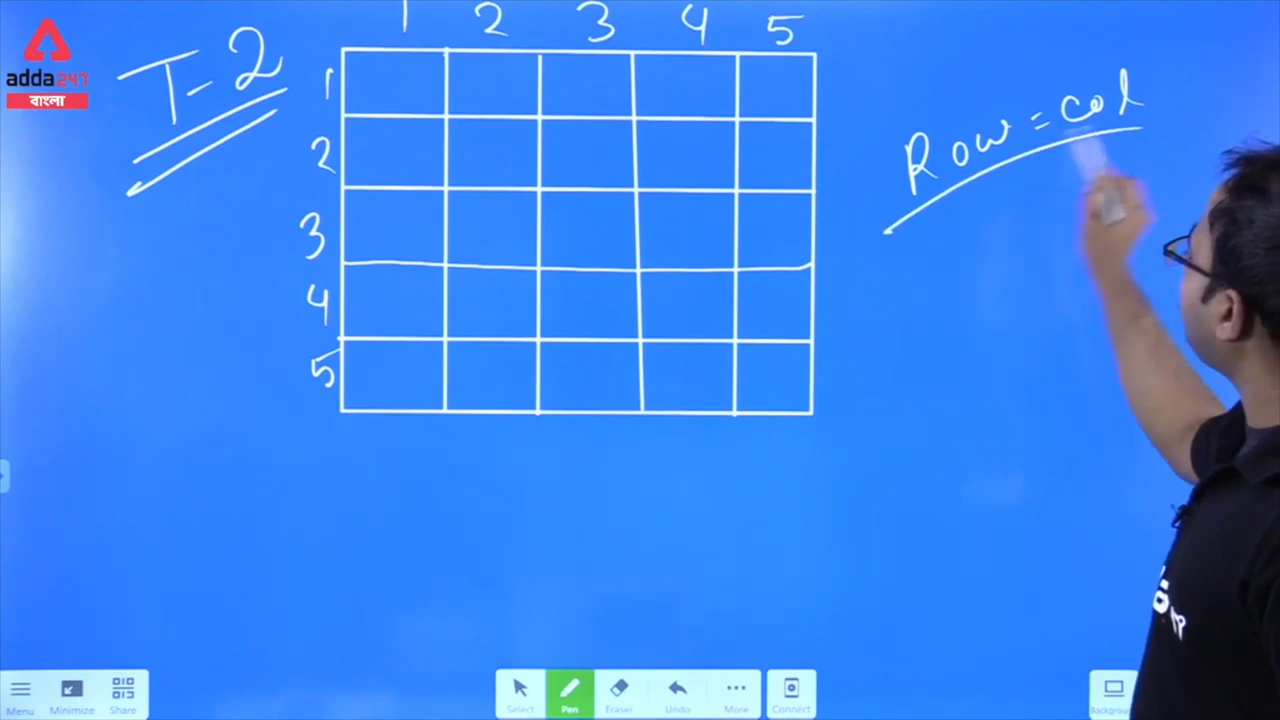 adda247
বাংলা
T-2
1 2 3 4 5
1
2
3
4
5
Row = col
Menu
Minimize
Share
Select
Pen
Eraser
Undo
More
Connect
Background